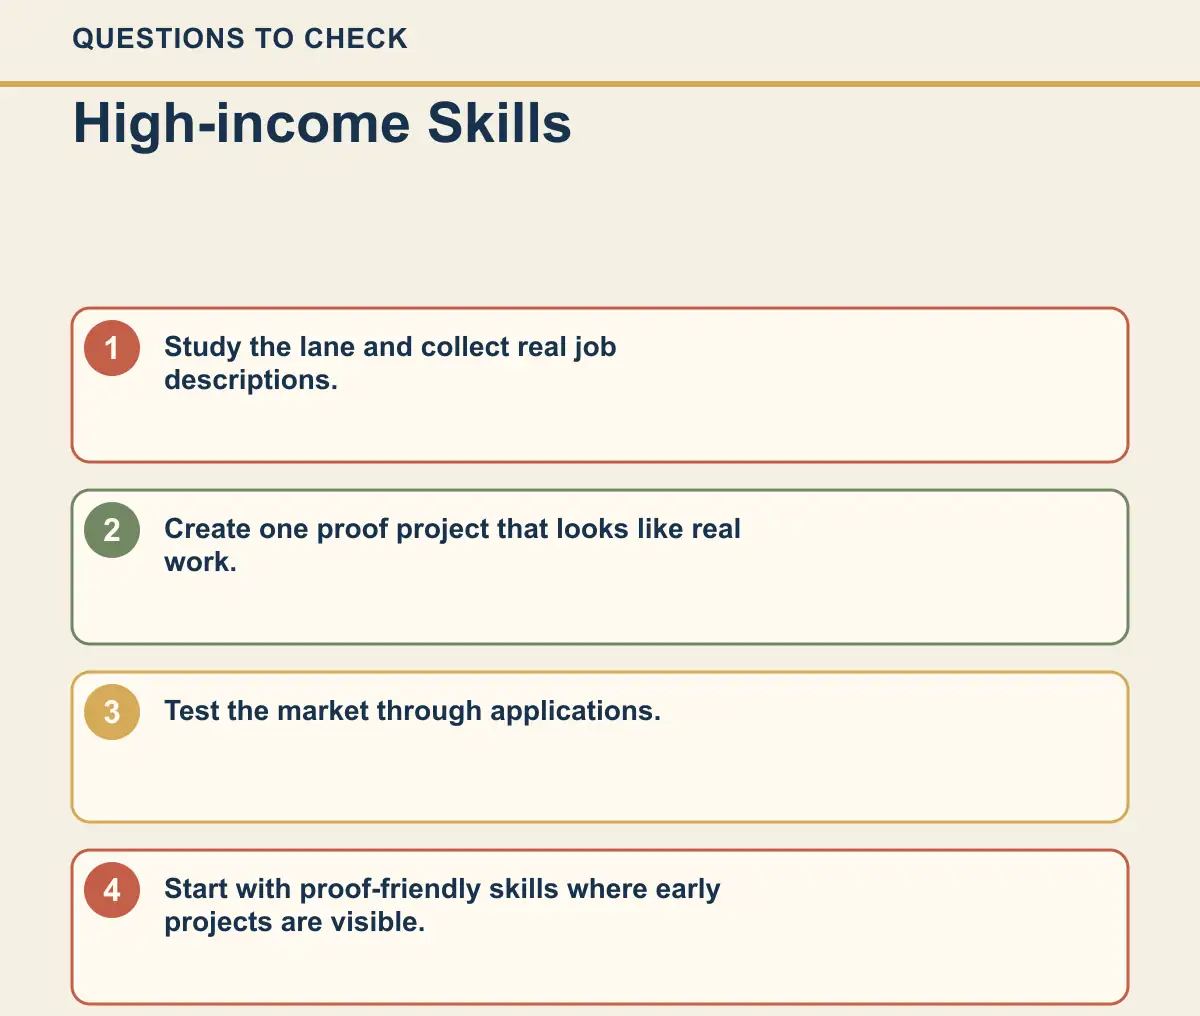 QUESTIONS TO CHECK
High-income Skills
1
Study the lane and collect real job
descriptions.
2
Create one proof project that looks like real
work.
3
Test the market through applications.
4
Start with proof-friendly skills where early
projects are visible.